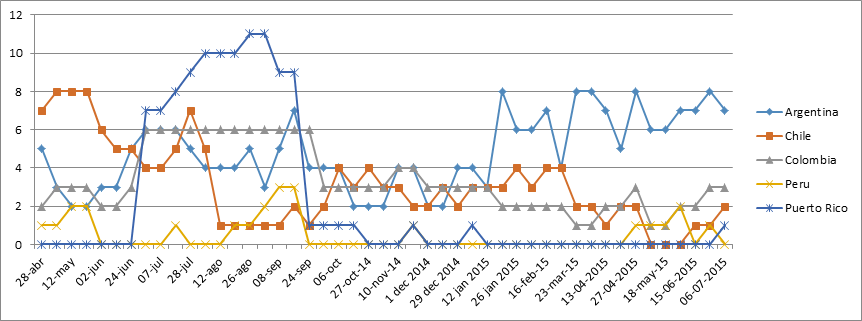 12
10
8
6
4
2
0
28-abr
12-may
02-jun
24-jun
07-jul
28-jul
12-ago
26-ago
08-sep
24-sep
06-oct
27-oct-14
10-nov-14
1 dec 2014
29 dec 2014
12 jan 2015
26 jan 2015
16-feb-15
23-mar-15
13-04-2015
27-04-2015
18-may-15
15-06-2015
06-07-2015
Argentina
Chile
Colombia
Peru
Puerto Rico